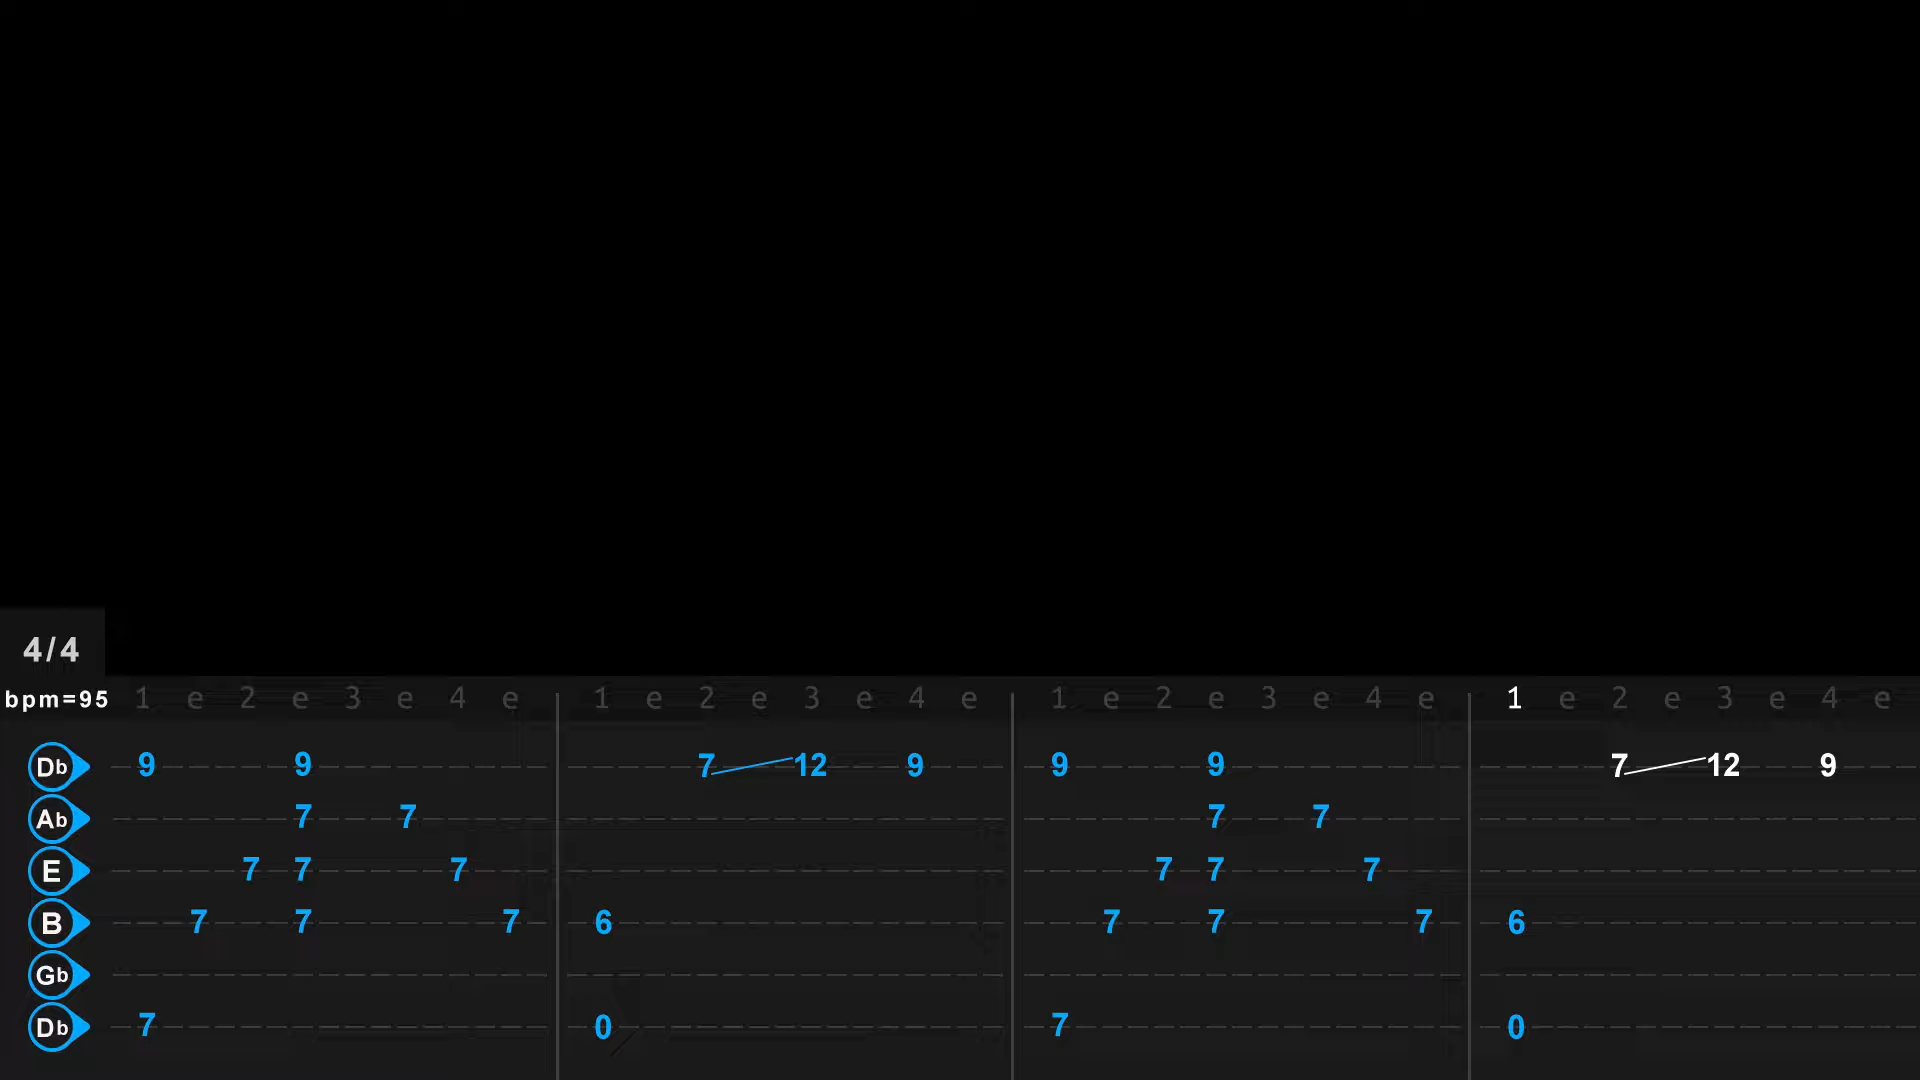 4/4
bpm=95 1 e 2 e 3 e 4 e 1 e 2 e 3 e 4 e 1 e 2 e 3 e 4 e 1 e 2 e 3 e 4 e
Db 9 9 7 12 9 9 9 7 12 9
Ab 7 7 7 7
E 7 7 7 7 7 7
B 7 7 7 6 7 7 7 6
Gb
Db 7 0 7 0